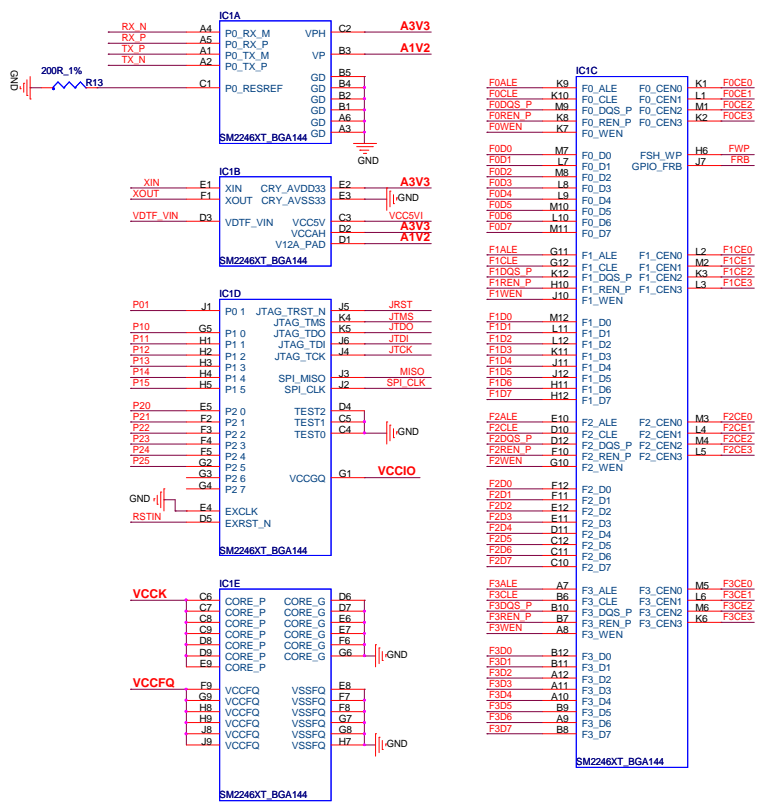 IC1A
RX_N A4 P0_RX_M VPH C2 A3V3
RX_P A5 P0_RX_P
TX_P A1 P0_TX_M VP B3 A1V2
TX_N A2 P0_TX_P
200R_1%
GND R13 C1 P0_RESREF
GD B5
GD B4
GD B2
GD B1
GD A6
GD A3
SM2246XT_BGA144
GND
IC1B
XIN E1 XIN CRY_AVDD33 E2 A3V3
XOUT F1 XOUT CRY_AVSS33 E3 GND
VDTF_VIN D3 VDTF_VIN VCC5V C3 VCC5VI
VCCAH D2 A3V3
V12A_PAD D1 A1V2
SM2246XT_BGA144
IC1D
P01 J1 P0 1 JTAG_TRST_N J5 JRST
JTAG_TMS K4 JTMS
P10 G5 P1 0 JTAG_TDO K5 JTDO
P11 H1 P1 1 JTAG_TDI J6 JTDI
P12 H2 P1 2 JTAG_TCK J4 JTCK
P13 H3 P1 3
P14 H4 P1 4 SPI_MISO J3 MISO
P15 H5 P1 5 SPI_CLK J2 SPI_CLK
P20 E5 P2 0 TEST2 D4
P21 F2 P2 1 TEST1 C5
P22 F3 P2 2 TEST0 C4 GND
P23 F4 P2 3
P24 F5 P2 4
P25 G2 P2 5
G3 P2 6 VCCGQ G1 VCCIO
G4 P2 7
GND E4 EXCLK
RSTIN D5 EXRST_N
SM2246XT_BGA144
IC1E
VCCK C6 CORE_P CORE_G D6
C7 CORE_P CORE_G D7
C8 CORE_P CORE_G E6
C9 CORE_P CORE_G E7
D8 CORE_P CORE_G F6
D9 CORE_P CORE_G G6 GND
E9 CORE_P
VCCFQ F9 VCCFQ VSSFQ E8
G9 VCCFQ VSSFQ F7
H8 VCCFQ VSSFQ F8
H9 VCCFQ VSSFQ G7
J8 VCCFQ VSSFQ G8
J9 VCCFQ VSSFQ H7 GND
SM2246XT_BGA144
IC1C
F0ALE K9 F0_ALE F0_CEN0 K1 F0CE0
F0CLE K10 F0_CLE F0_CEN1 L1 F0CE1
F0DQS_P M9 F0_DQS_P F0_CEN2 M1 F0CE2
F0REN_P K8 F0_REN_P F0_CEN3 K2 F0CE3
F0WEN K7 F0_WEN
F0D0 M7 F0_D0 FSH_WP H6 FWP
F0D1 L7 F0_D1 GPIO_FRB J7 FRB
F0D2 M8 F0_D2
F0D3 L8 F0_D3
F0D4 L9 F0_D4
F0D5 M10 F0_D5
F0D6 L10 F0_D6
F0D7 M11 F0_D7
F1ALE G11 F1_ALE F1_CEN0 L2 F1CE0
F1CLE G12 F1_CLE F1_CEN1 M2 F1CE1
F1DQS_P K12 F1_DQS_P F1_CEN2 K3 F1CE2
F1REN_P H10 F1_REN_P F1_CEN3 L3 F1CE3
F1WEN J10 F1_WEN
F1D0 M12 F1_D0
F1D1 L11 F1_D1
F1D2 L12 F1_D2
F1D3 K11 F1_D3
F1D4 J11 F1_D4
F1D5 J12 F1_D5
F1D6 H11 F1_D6
F1D7 H12 F1_D7
F2ALE E10 F2_ALE F2_CEN0 M3 F2CE0
F2CLE D10 F2_CLE F2_CEN1 L4 F2CE1
F2DQS_P D12 F2_DQS_P F2_CEN2 M4 F2CE2
F2REN_P F10 F2_REN_P F2_CEN3 L5 F2CE3
F2WEN G10 F2_WEN
F2D0 F12 F2_D0
F2D1 F11 F2_D1
F2D2 E12 F2_D2
F2D3 E11 F2_D3
F2D4 D11 F2_D4
F2D5 C12 F2_D5
F2D6 C11 F2_D6
F2D7 C10 F2_D7
F3ALE A7 F3_ALE F3_CEN0 M5 F3CE0
F3CLE B6 F3_CLE F3_CEN1 L6 F3CE1
F3DQS_P B10 F3_DQS_P F3_CEN2 M6 F3CE2
F3REN_P B7 F3_REN_P F3_CEN3 K6 F3CE3
F3WEN A8 F3_WEN
F3D0 B12 F3_D0
F3D1 B11 F3_D1
F3D2 A12 F3_D2
F3D3 A11 F3_D3
F3D4 A10 F3_D4
F3D5 B9 F3_D5
F3D6 A9 F3_D6
F3D7 B8 F3_D7
SM2246XT_BGA144